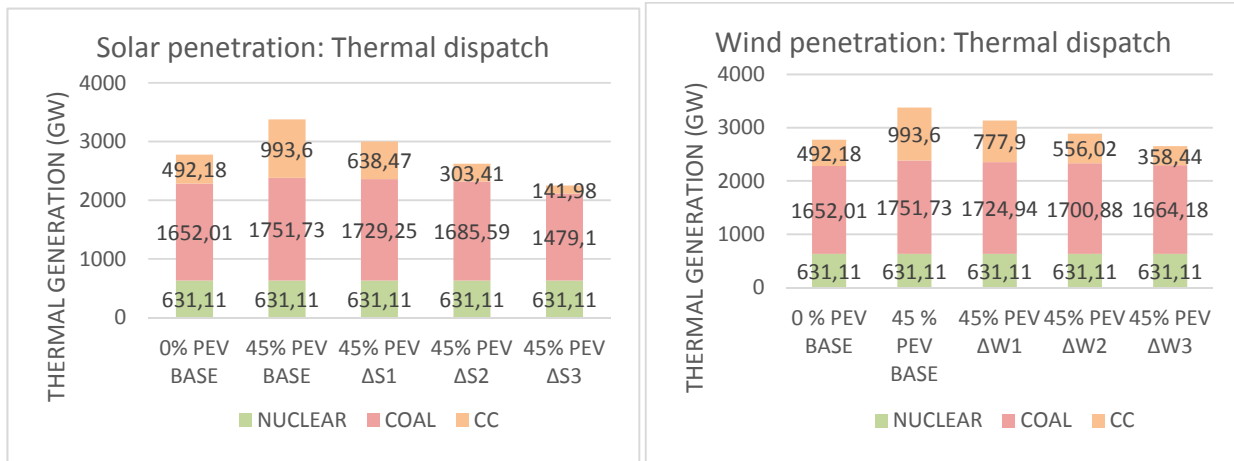 Solar penetration: Thermal dispatch
THERMAL GENERATION (GW)
4000
3000
2000
1000
0
492,18
993,6
638,47
303,41
141,98
1652,01
1751,73
1729,25
1685,59
1479,1
631,11
631,11
631,11
631,11
631,11
0% PEV
BASE
45% PEV
BASE
45% PEV
ΔS1
45% PEV
ΔS2
45% PEV
ΔS3
NUCLEAR COAL CC
Wind penetration: Thermal dispatch
THERMAL GENERATION (GW)
4000
3000
2000
1000
0
492,18
993,6
777,9
556,02
358,44
1652,01
1751,73
1724,94
1700,88
1664,18
631,11
631,11
631,11
631,11
631,11
0 % PEV
BASE
45 %
PEV
BASE
45% PEV
ΔW1
45% PEV
ΔW2
45% PEV
ΔW3
NUCLEAR COAL CC